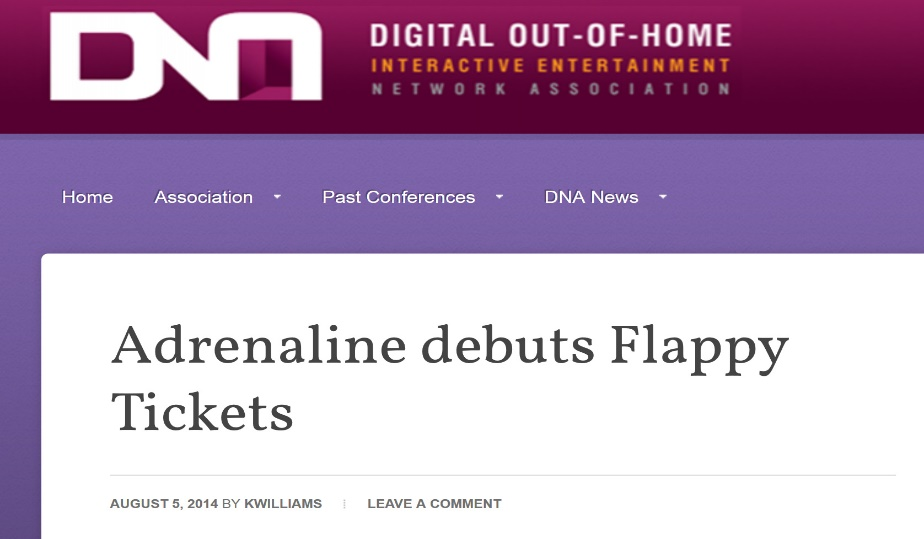 DNA
DIGITAL OUT-OF-HOME
INTERACTIVE ENTERTAINMENT
NETWORK ASSOCIATION
Home Association Past Conferences DNA News
Adrenaline debuts Flappy
Tickets
AUGUST 5, 2014 BY KWILLIAMS LEAVE A COMMENT